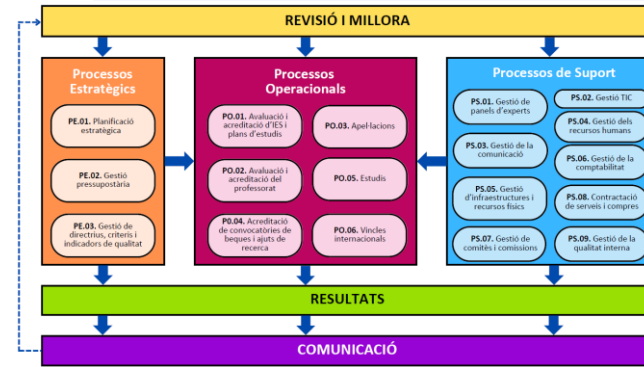 REVISIÓ I MILLORA
Processos
Estratègics
PE.01. Planificació
estratègica
PE.02. Gestió
pressupostària
PE.03. Gestió de
directrius, criteris i
indicadors de qualitat
Processos
Operacionals
PO.01. Avaluació i
acreditació d'IES i
plans d'estudis
PO.03. Apel·lacions
PO.02. Avaluació i
acreditació del
professorat
PO.05. Estudis
P0.04. Acreditació
de convocatòries de
beques i ajuts de
recerca
PO.06. Vincles
internacionals
Processos de Suport
PS.01. Gestió de
panels d'experts
PS.02. Gestió TIC
PS.04. Gestió dels
recursos humans
PS.03. Gestió de la
comunicació
PS.06. Gestió de la
comptabilitat
PS.05. Gestió
d'infraestructures i
recursos físics
PS.08. Contractació
de serveis i compres
PS.07. Gestió de
comitès i comissions
PS.09. Gestió de la
qualitat interna
RESULTATS
COMUNICACIÓ